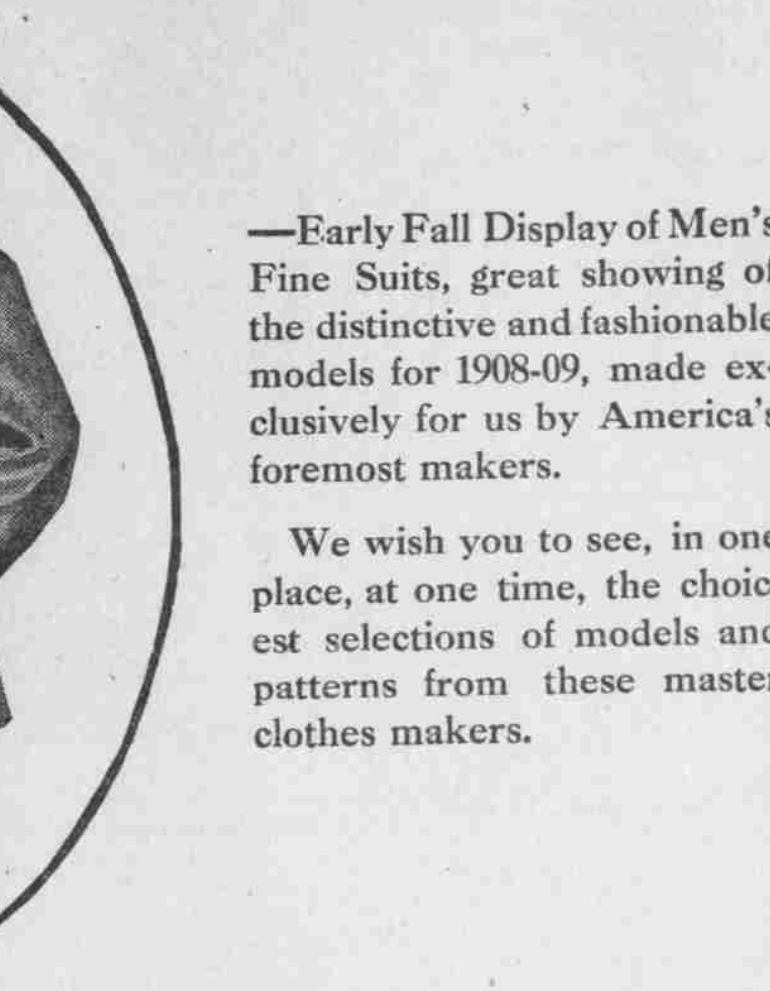 —Early Fall Display of Men's
Fine Suits, great showing of
the distinctive and fashionable
models for 1908-09, made ex-
clusively for us by America's
foremost makers.
We wish you to see, in one
place, at one time, the choic
est selections of models and
patterns from these master
clothes makers.